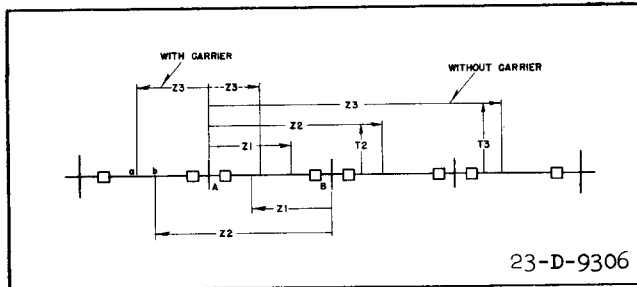 WITH CARRIER
WITHOUT CARRIER
Z3 Z3
Z3
Z2
Z1 T2 T3
a b
A B
Z1
Z2
23-D-9306